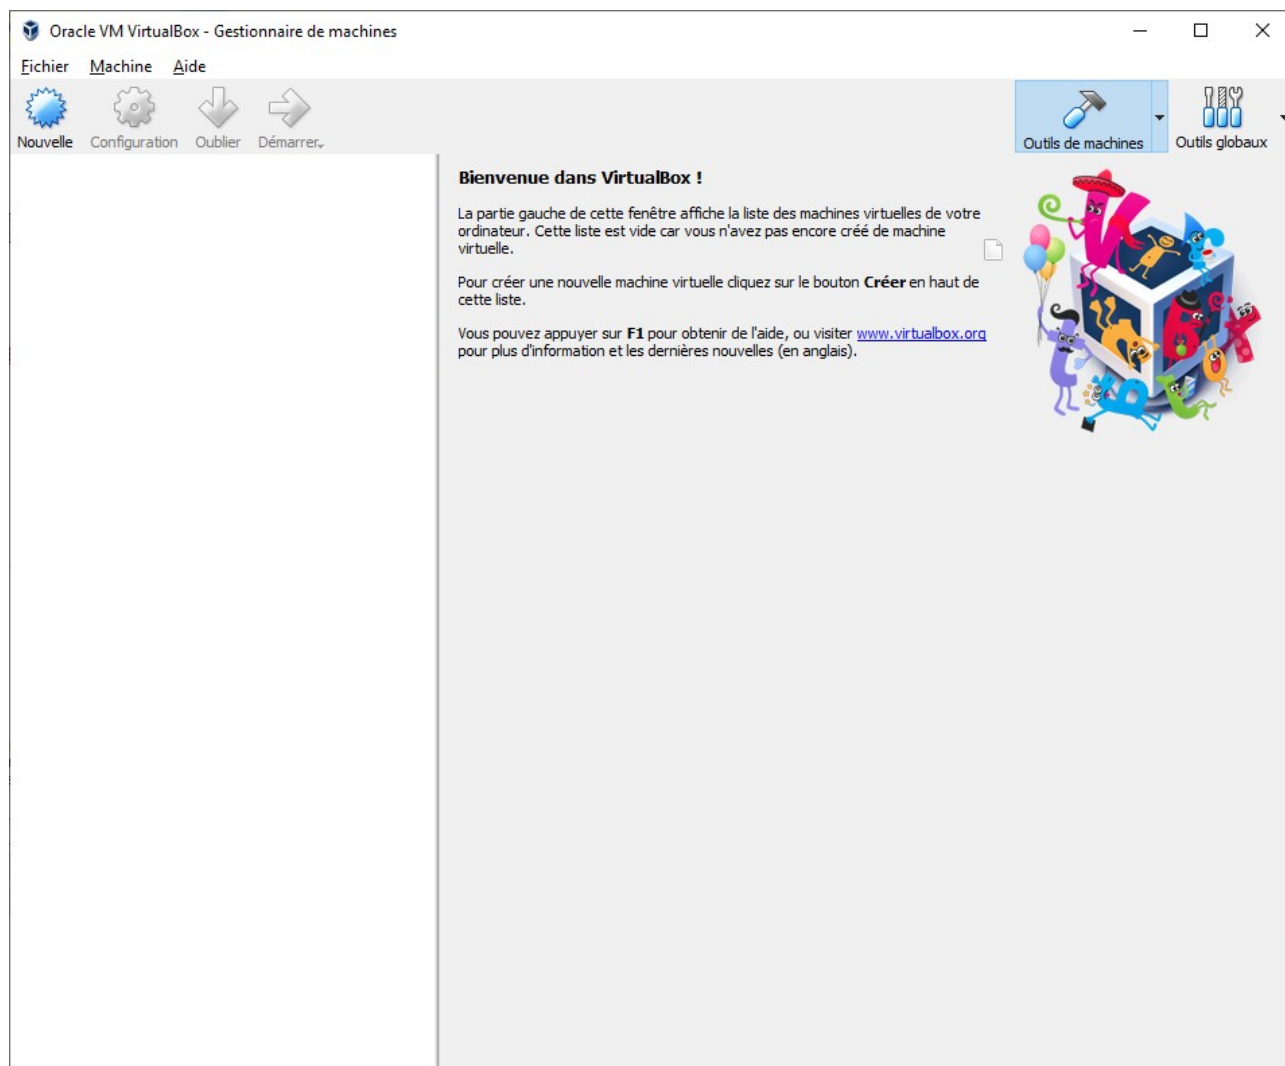 Oracle VM VirtualBox - Gestionnaire de machines
Fichier Machine Aide
Nouvelle Configuration Oublier Démarrer
Outils de machines Outils globaux
Bienvenue dans VirtualBox !
La partie gauche de cette fenêtre affiche la liste des machines virtuelles de votre
ordinateur. Cette liste est vide car vous n'avez pas encore créé de machine
virtuelle.
Pour créer une nouvelle machine virtuelle cliquez sur le bouton Créer en haut de
cette liste.
Vous pouvez appuyer sur F1 pour obtenir de l'aide, ou visiter www.virtualbox.org
pour plus d'information et les dernières nouvelles (en anglais).